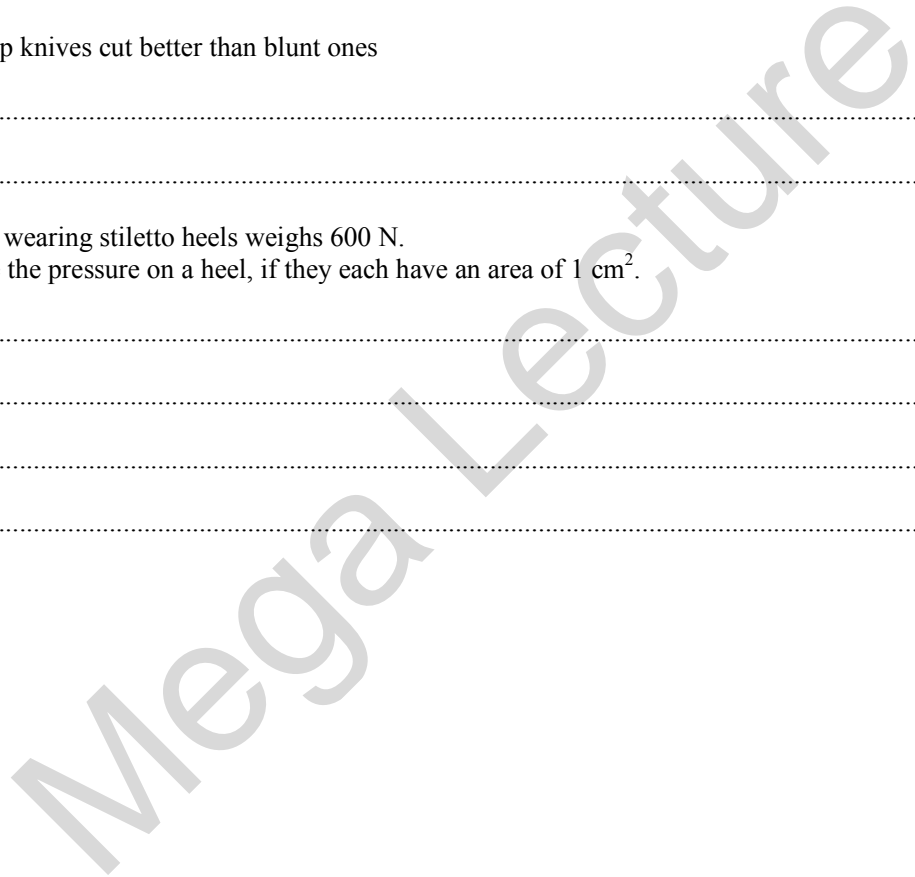 p knives cut better than blunt ones
................................................................................
................................................................................
wearing stiletto heels weighs 600 N.
the pressure on a heel, if they each have an area of 1 cm².
................................................................................
................................................................................
................................................................................
................................................................................
Mega Lecture